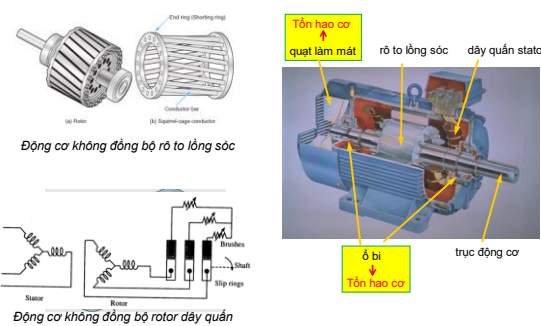 End ring (Shorting ring)
Conductor bar
(a) Rotor
(b) Squirrel-cage conductor
Động cơ không đồng bộ rô to lồng sóc
Brushes
Shaft
Slip rings
Stator
Rotor
Động cơ không đồng bộ rotor dây quấn
Tổn hao cơ
quạt làm mát
rô to lồng sóc
dây quấn stato
ổ bi
Tổn hao cơ
trục động cơ